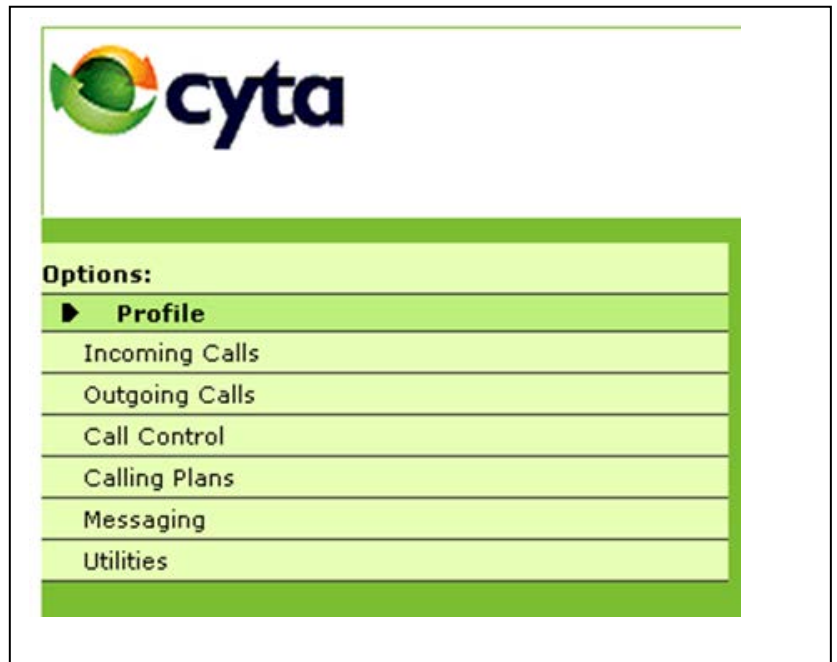 cyta
Options:
Profile
Incoming Calls
Outgoing Calls
Call Control
Calling Plans
Messaging
Utilities